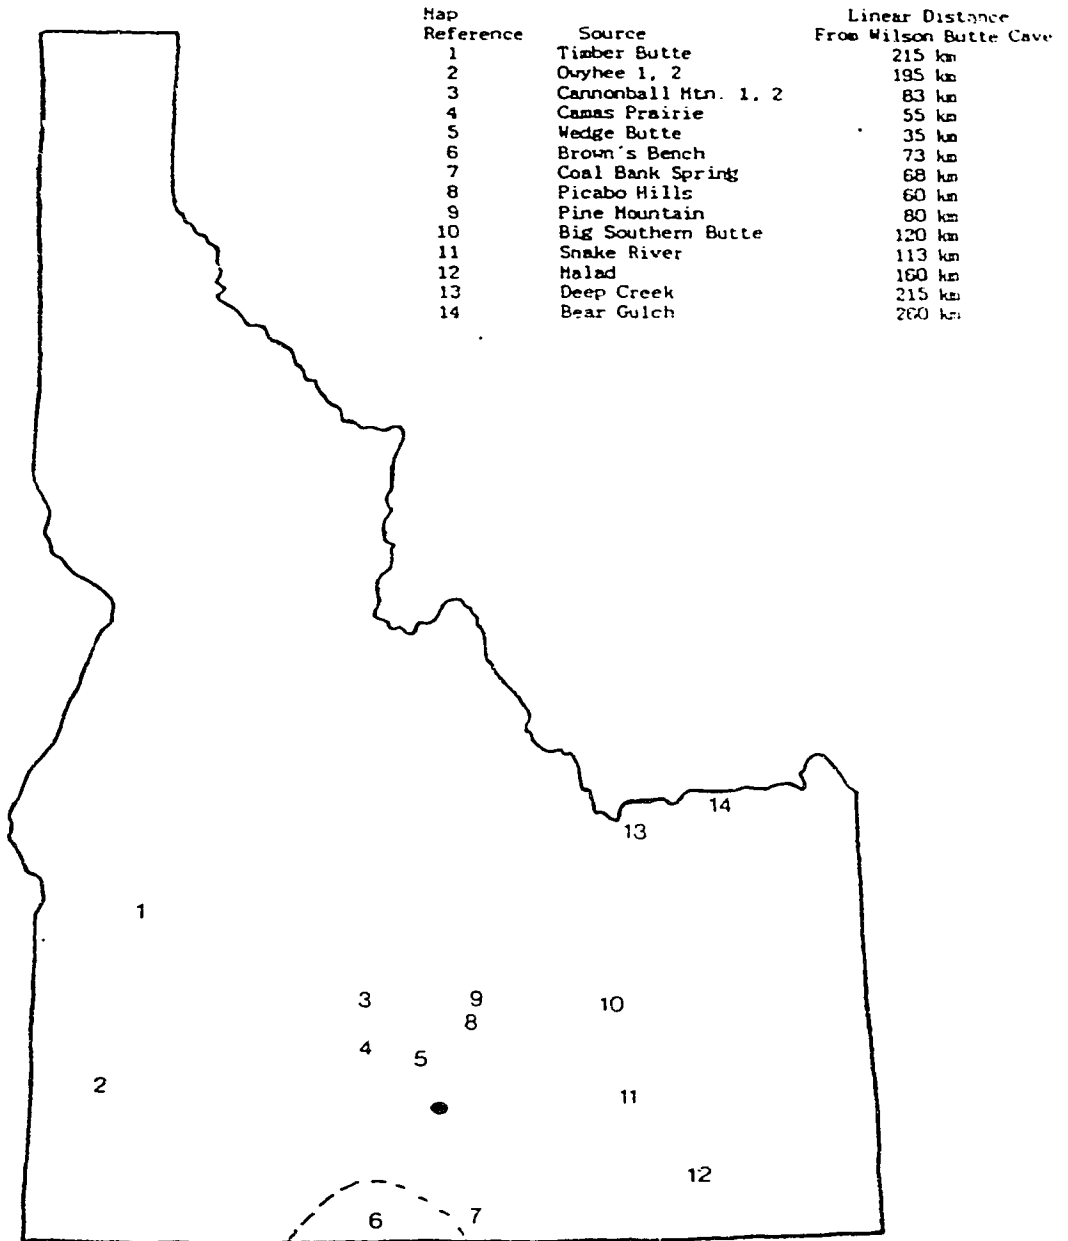 Map Linear Distance
Reference Source From Wilson Butte Cave
1 Timber Butte 215 km
2 Owyhee 1, 2 195 km
3 Cannonball Mtn. 1, 2 83 km
4 Camas Prairie 55 km
5 Wedge Butte 35 km
6 Brown's Bench 73 km
7 Coal Bank Spring 68 km
8 Picabo Hills 60 km
9 Pine Mountain 80 km
10 Big Southern Butte 120 km
11 Snake River 113 km
12 Malad 160 km
13 Deep Creek 215 km
14 Bear Gulch 260 km
14
13
1
3 9 10
8
4 5
2 11
12
6 7